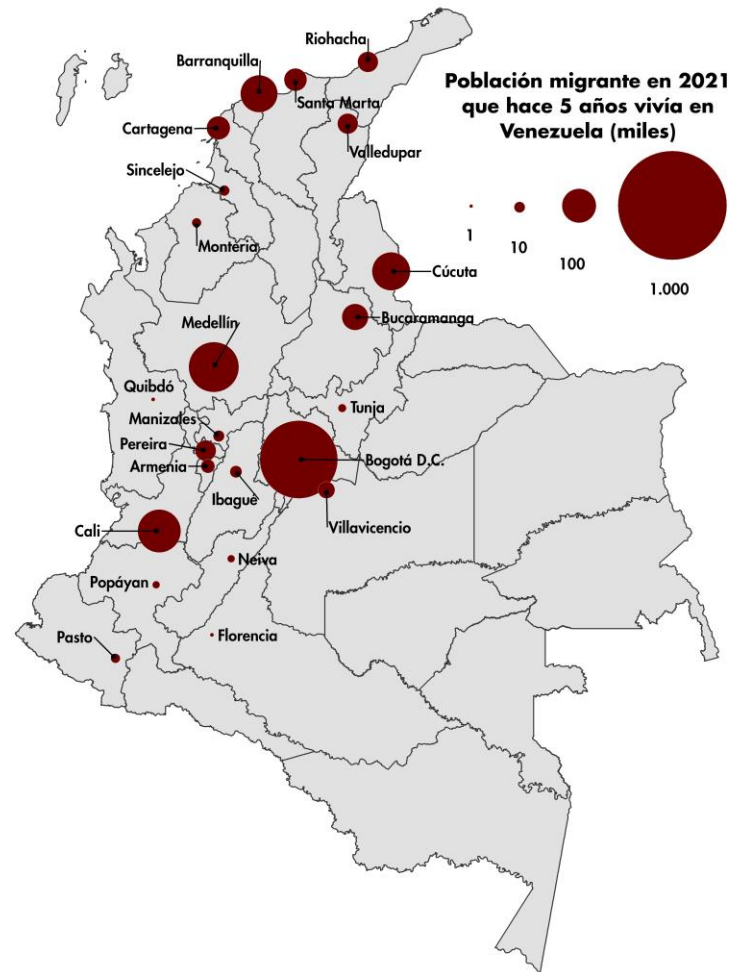 Riohacha
Barranquilla
Población migrante en 2021
que hace 5 años vivía en
Venezuela (miles)
Santa Marta
Cartagena
Valledupar
Sincelejo
1
10
100
1.000
Montería
Cúcuta
Bucaramanga
Medellín
Quibdó
Tunja
Manizales
Pereira
Bogotá D.C.
Armenia
Ibagué
Villavicencio
Cali
Neiva
Popáyan
Florencia
Pasto